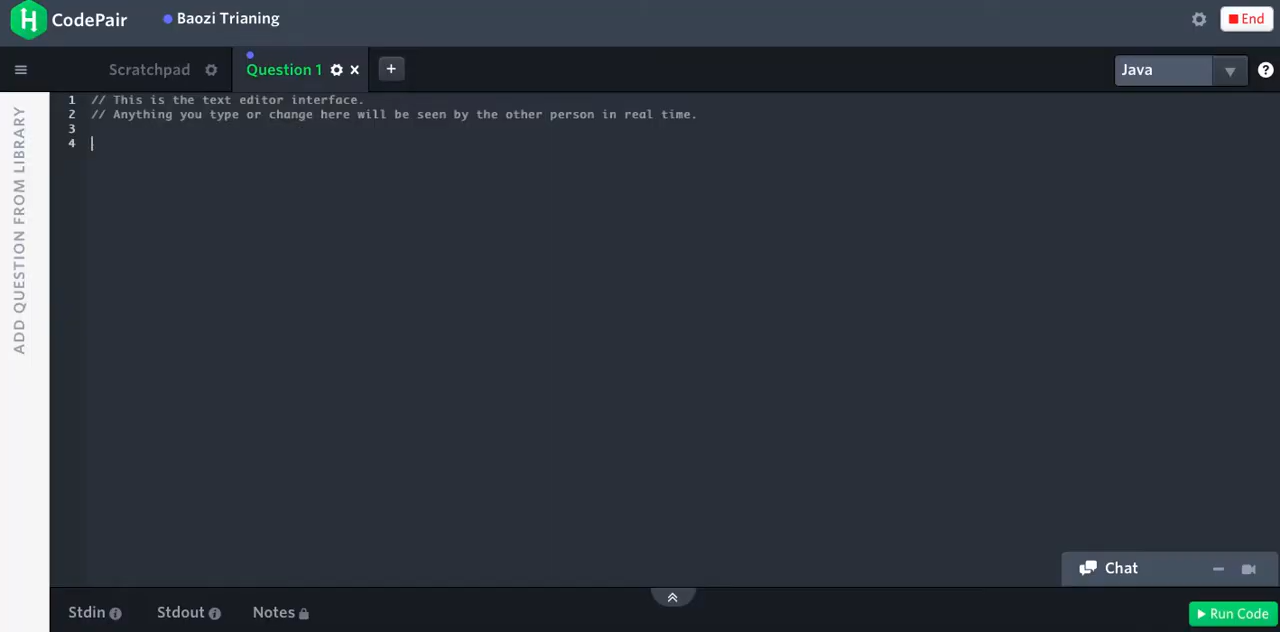 H CodePair
Baozi Trianing
End
Scratchpad
Question 1
+
Java
?
ADD QUESTION FROM LIBRARY
1 // This is the text editor interface.
2 // Anything you type or change here will be seen by the other person in real time.
3
4
Chat
Stdin
Stdout
Notes
Run Code